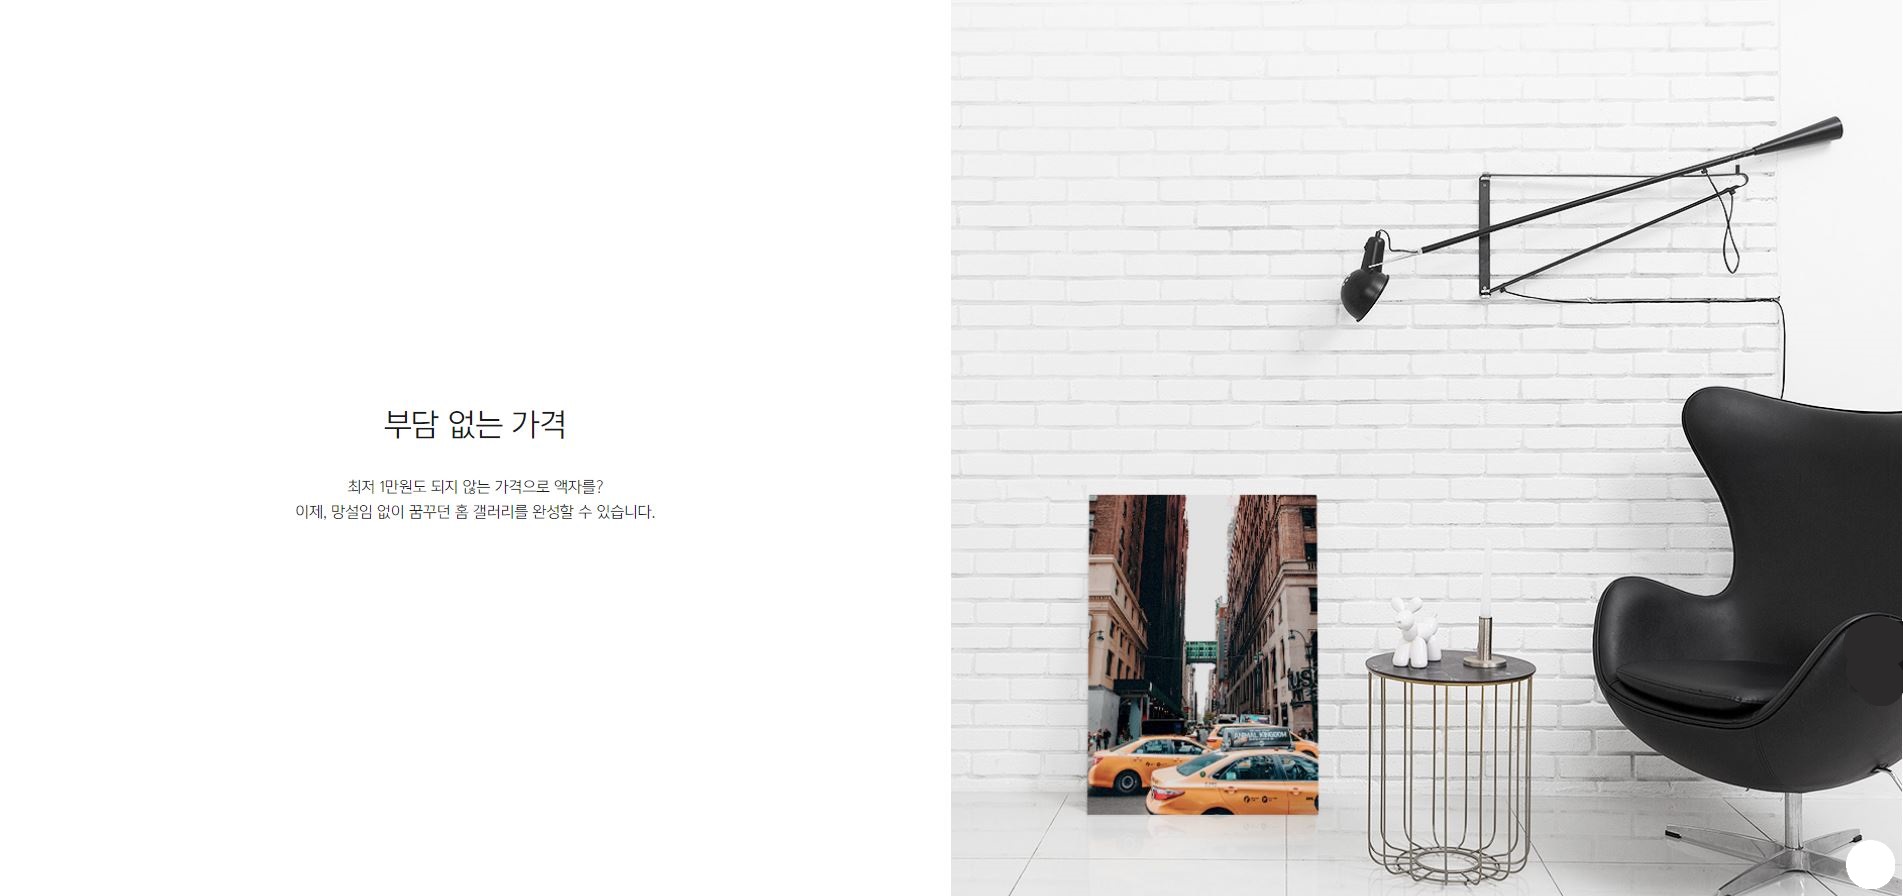 부담 없는 가격
최저 1만원도 되지 않는 가격으로 액자를?
이제, 망설임 없이 꿈꾸던 홈 갤러리를 완성할 수 있습니다.
ANIMAL KINGDOM